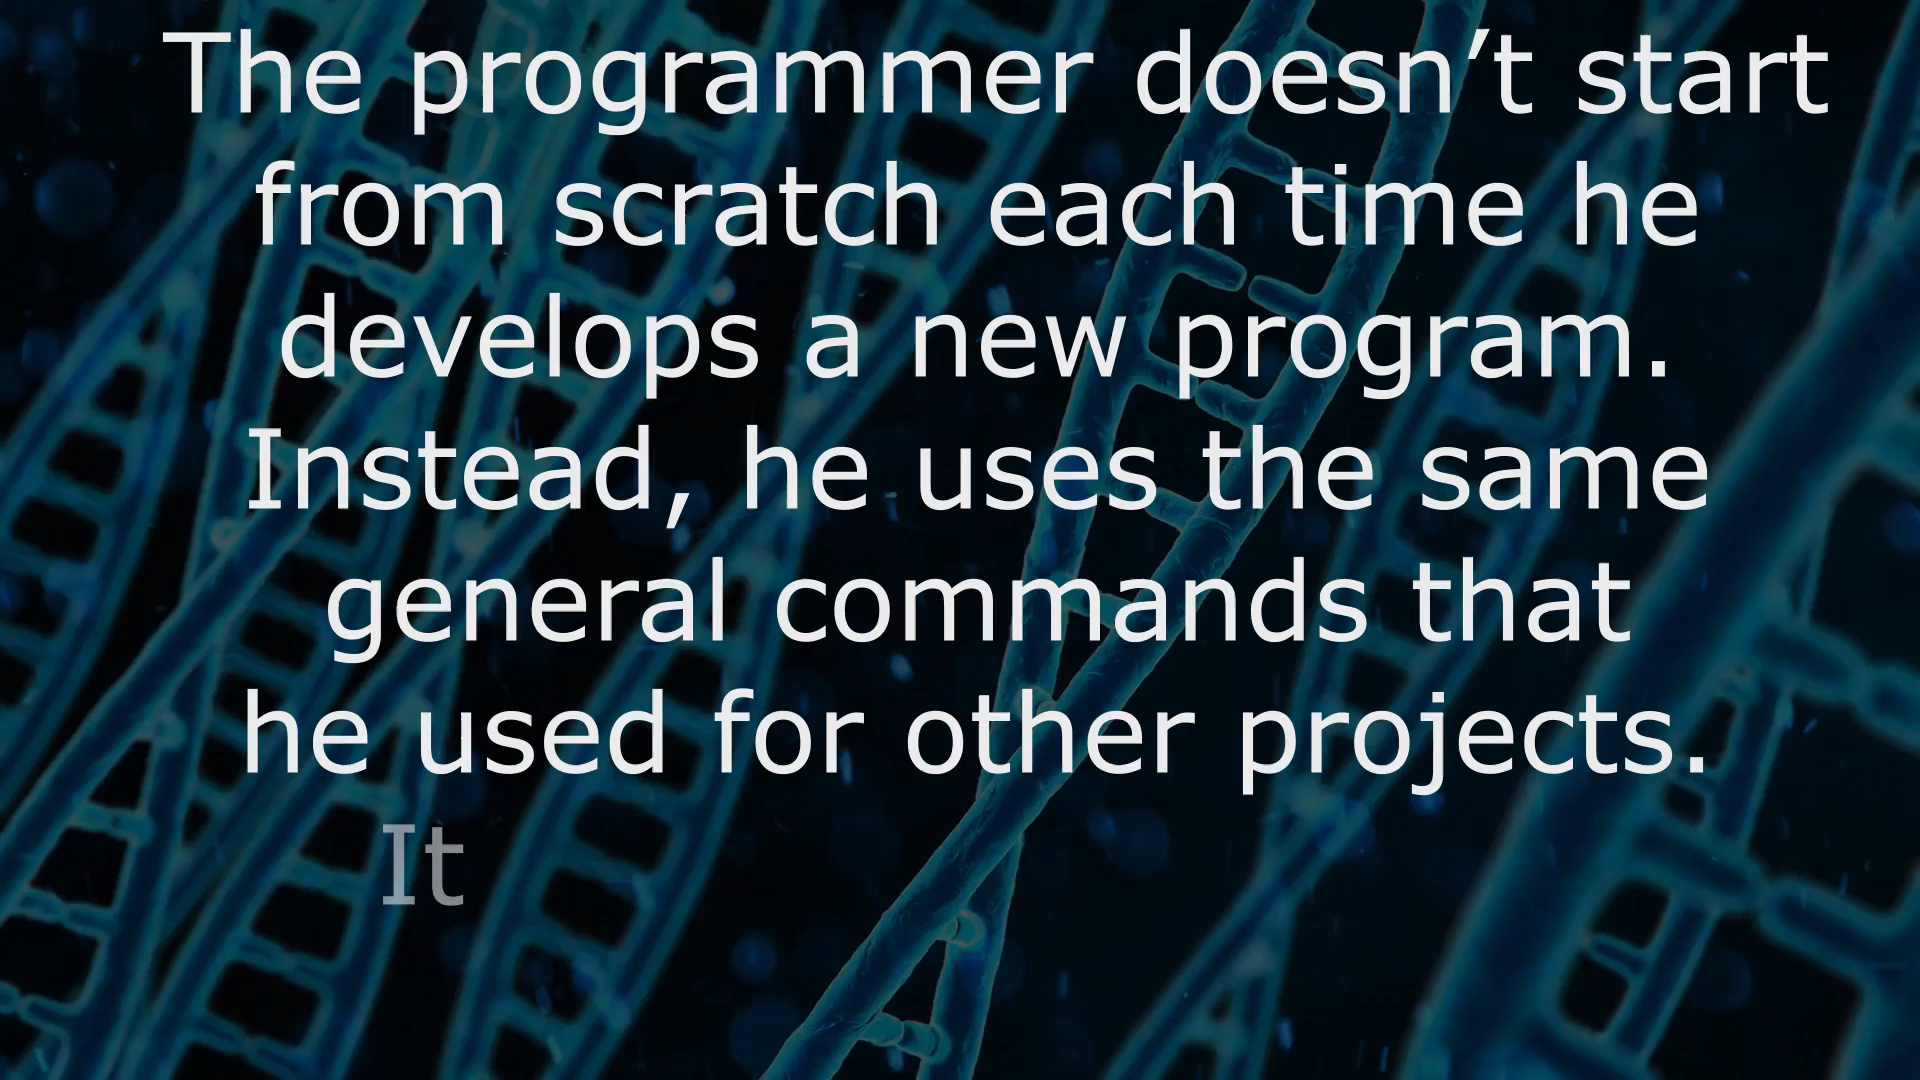 The programmer doesn’t start
from scratch each time he
develops a new program.
Instead, he uses the same
general commands that
he used for other projects.
It